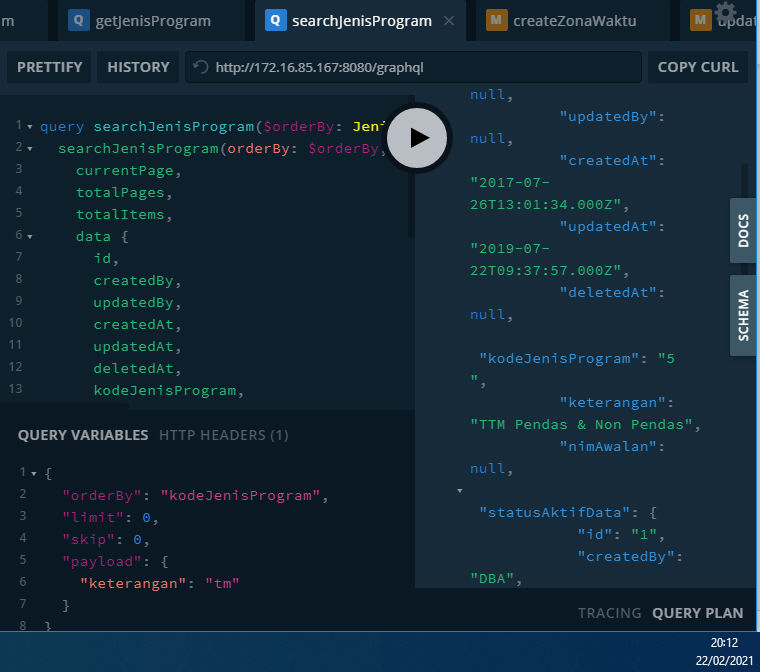 m
Q getJenisProgram
Q searchJenisProgram ×
M createZonaWaktu
M updat
PRETTIFY
HISTORY
http://172.16.85.167:8080/graphql
COPY CURL
1 query searchJenisProgram($orderBy: Jeni
2 searchJenisProgram(orderBy: $orderBy,
3 currentPage,
4 totalPages,
5 totalItems,
6 data {
7 id,
8 createdBy,
9 updatedBy,
10 createdAt,
11 updatedAt,
12 deletedAt,
13 kodeJenisProgram,
QUERY VARIABLES HTTP HEADERS (1)
1 {
2 "orderBy": "kodeJenisProgram",
3 "limit": 0,
4 "skip": 0,
5 "payload": {
6 "keterangan": "tm"
7 }
8 }
null,
"updatedBy":
null,
"createdAt":
"2017-07-
26T13:01:34.000Z",
"updatedAt":
"2019-07-
22T09:37:57.000Z",
"deletedAt":
null,
"kodeJenisProgram": "5
",
"keterangan":
"TTM Pendas & Non Pendas",
"nimAwalan":
null,
"statusAktifData": {
"id": "1",
"createdBy":
"DBA",
DOCS
SCHEMA
TRACING QUERY PLAN
20:12
22/02/2021